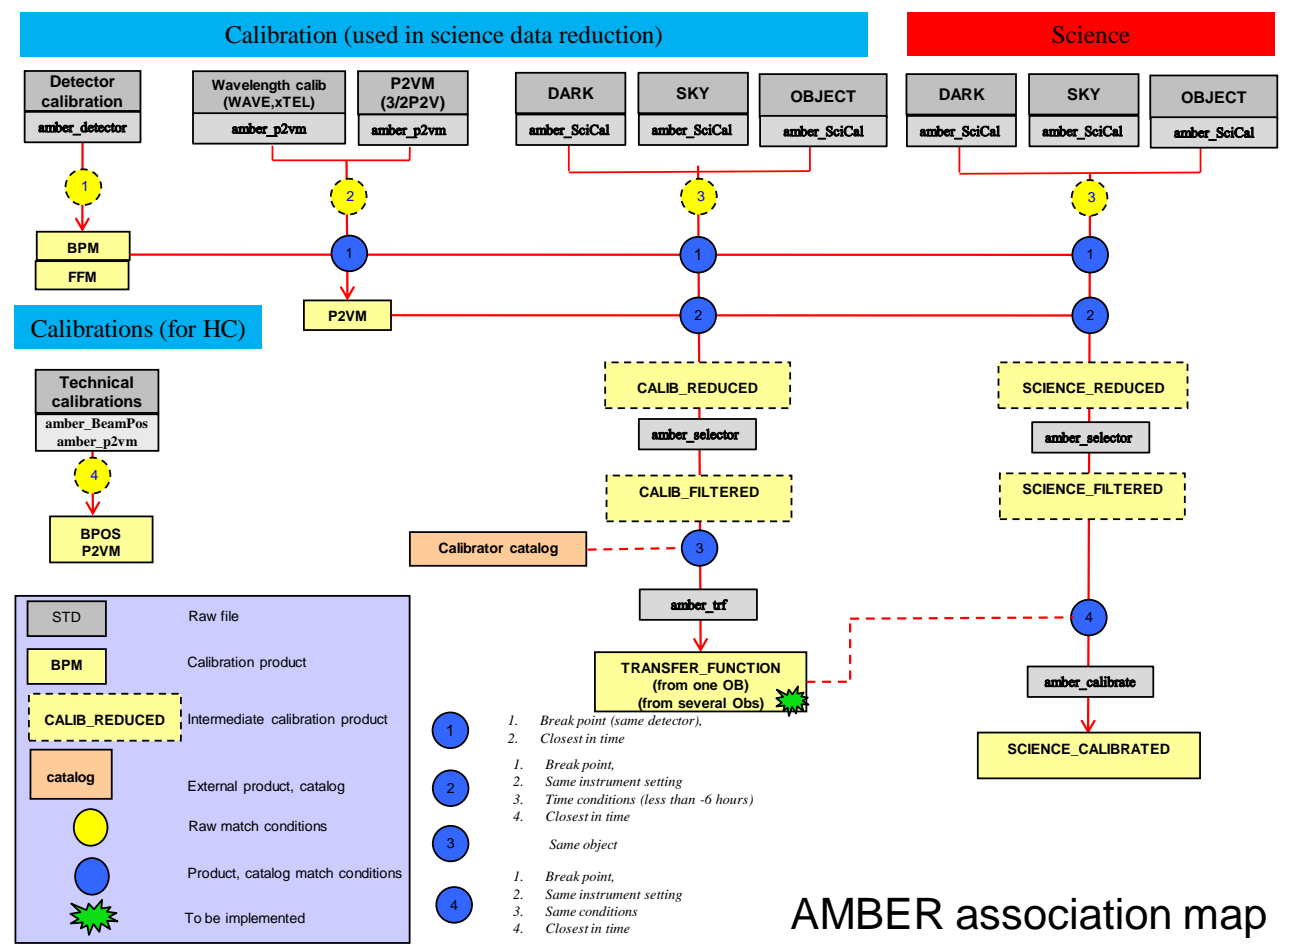 Calibration (used in science data reduction)
Science
Detector
calibration
amber_detector
Wavelength calib
(WAVE,xTEL)
amber_p2vm
P2VM
(3/2P2V)
amber_p2vm
DARK
amber_SciCal
SKY
amber_SciCal
OBJECT
amber_SciCal
DARK
amber_SciCal
SKY
amber_SciCal
OBJECT
amber_SciCal
1
2
3
3
BPM
FFM
1
1
1
P2VM
2
2
Calibrations (for HC)
Technical
calibrations
amber_BeamPos
amber_p2vm
4
BPOS
P2VM
CALIB_REDUCED
amber_selector
CALIB_FILTERED
SCIENCE_REDUCED
amber_selector
SCIENCE_FILTERED
Calibrator catalog
3
amber_trf
TRANSFER_FUNCTION
(from one OB)
(from several Obs)
4
amber_calibrate
SCIENCE_CALIBRATED
STD
Raw file
BPM
Calibration product
CALIB_REDUCED
Intermediate calibration product
catalog
External product, catalog
Raw match conditions
Product, catalog match conditions
To be implemented
1
1. Break point (same detector),
2. Closest in time
2
1. Break point,
2. Same instrument setting
3. Time conditions (less than -6 hours)
4. Closest in time
3
Same object
4
1. Break point,
2. Same instrument setting
3. Same conditions
4. Closest in time
AMBER association map